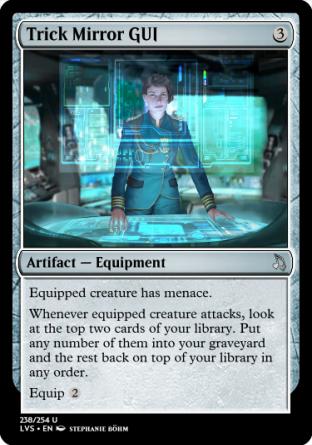 Trick Mirror GUI 3
Artifact — Equipment
Equipped creature has menace.
Whenever equipped creature attacks, look
at the top two cards of your library. Put
any number of them into your graveyard
and the rest back on top of your library in
any order.
Equip 2
238/254 U
LVS • EN STEPHANIE BÖHM